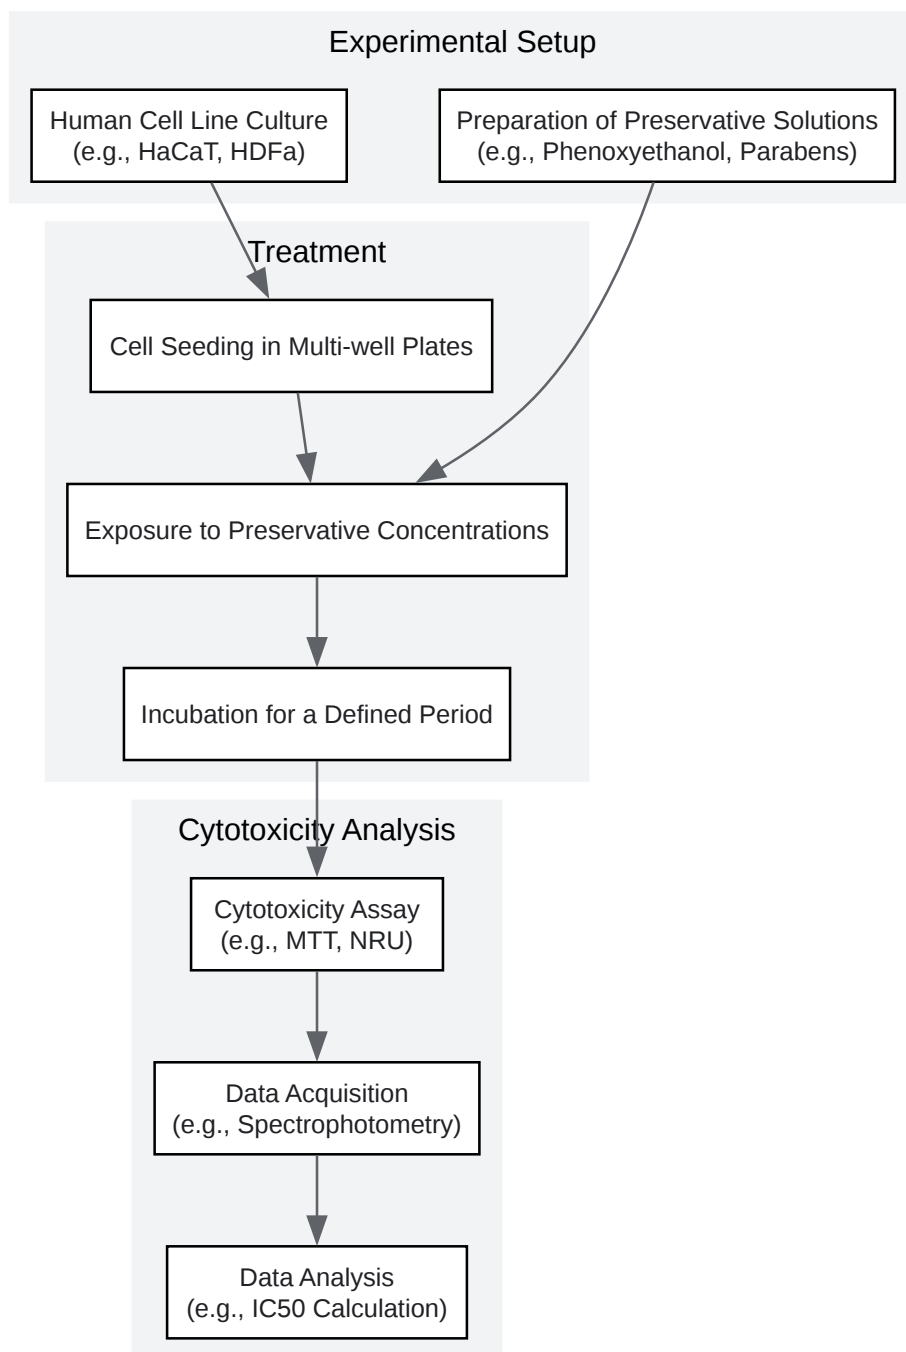 Experimental Setup
Human Cell Line Culture
(e.g., HaCaT, HDFa)
Preparation of Preservative Solutions
(e.g., Phenoxyethanol, Parabens)
Treatment
Cell Seeding in Multi-well Plates
Exposure to Preservative Concentrations
Incubation for a Defined Period
Cytotoxicity Analysis
Cytotoxicity Assay
(e.g., MTT, NRU)
Data Acquisition
(e.g., Spectrophotometry)
Data Analysis
(e.g., IC50 Calculation)